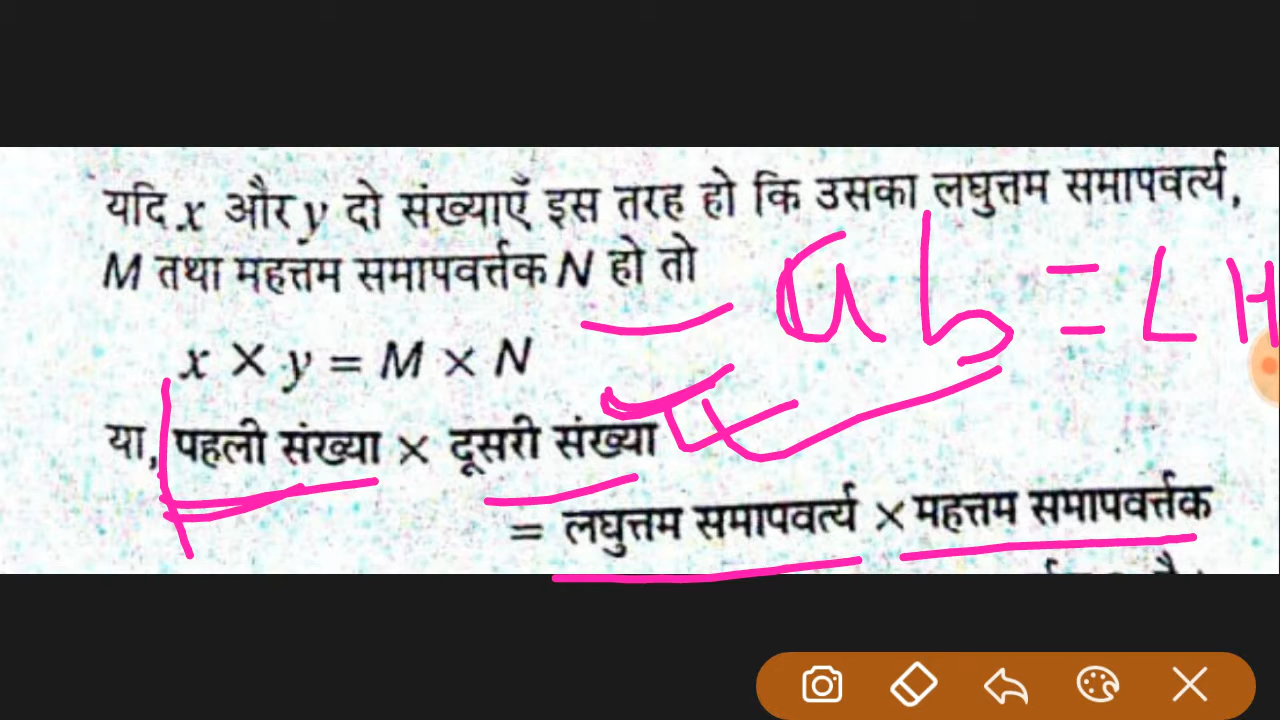 यदि x और y दो संख्याएँ इस तरह हो कि उसका लघुत्तम समापवर्त्य,
M तथा महत्तम समापवर्त्तक N हो तो
ab = LH
x × y = M × N
या, पहली संख्या × दूसरी संख्या
= लघुत्तम समापवर्त्य × महत्तम समापवर्त्तक